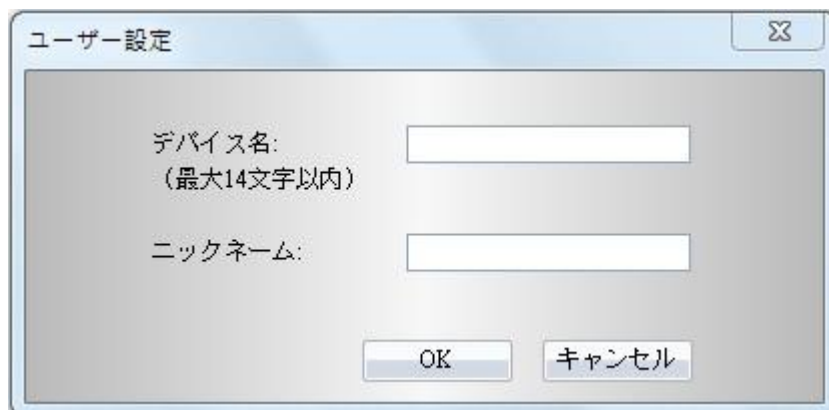 ユーザー設定
デバイス名:
（最大14文字以内）
ニックネーム:
OK
キャンセル